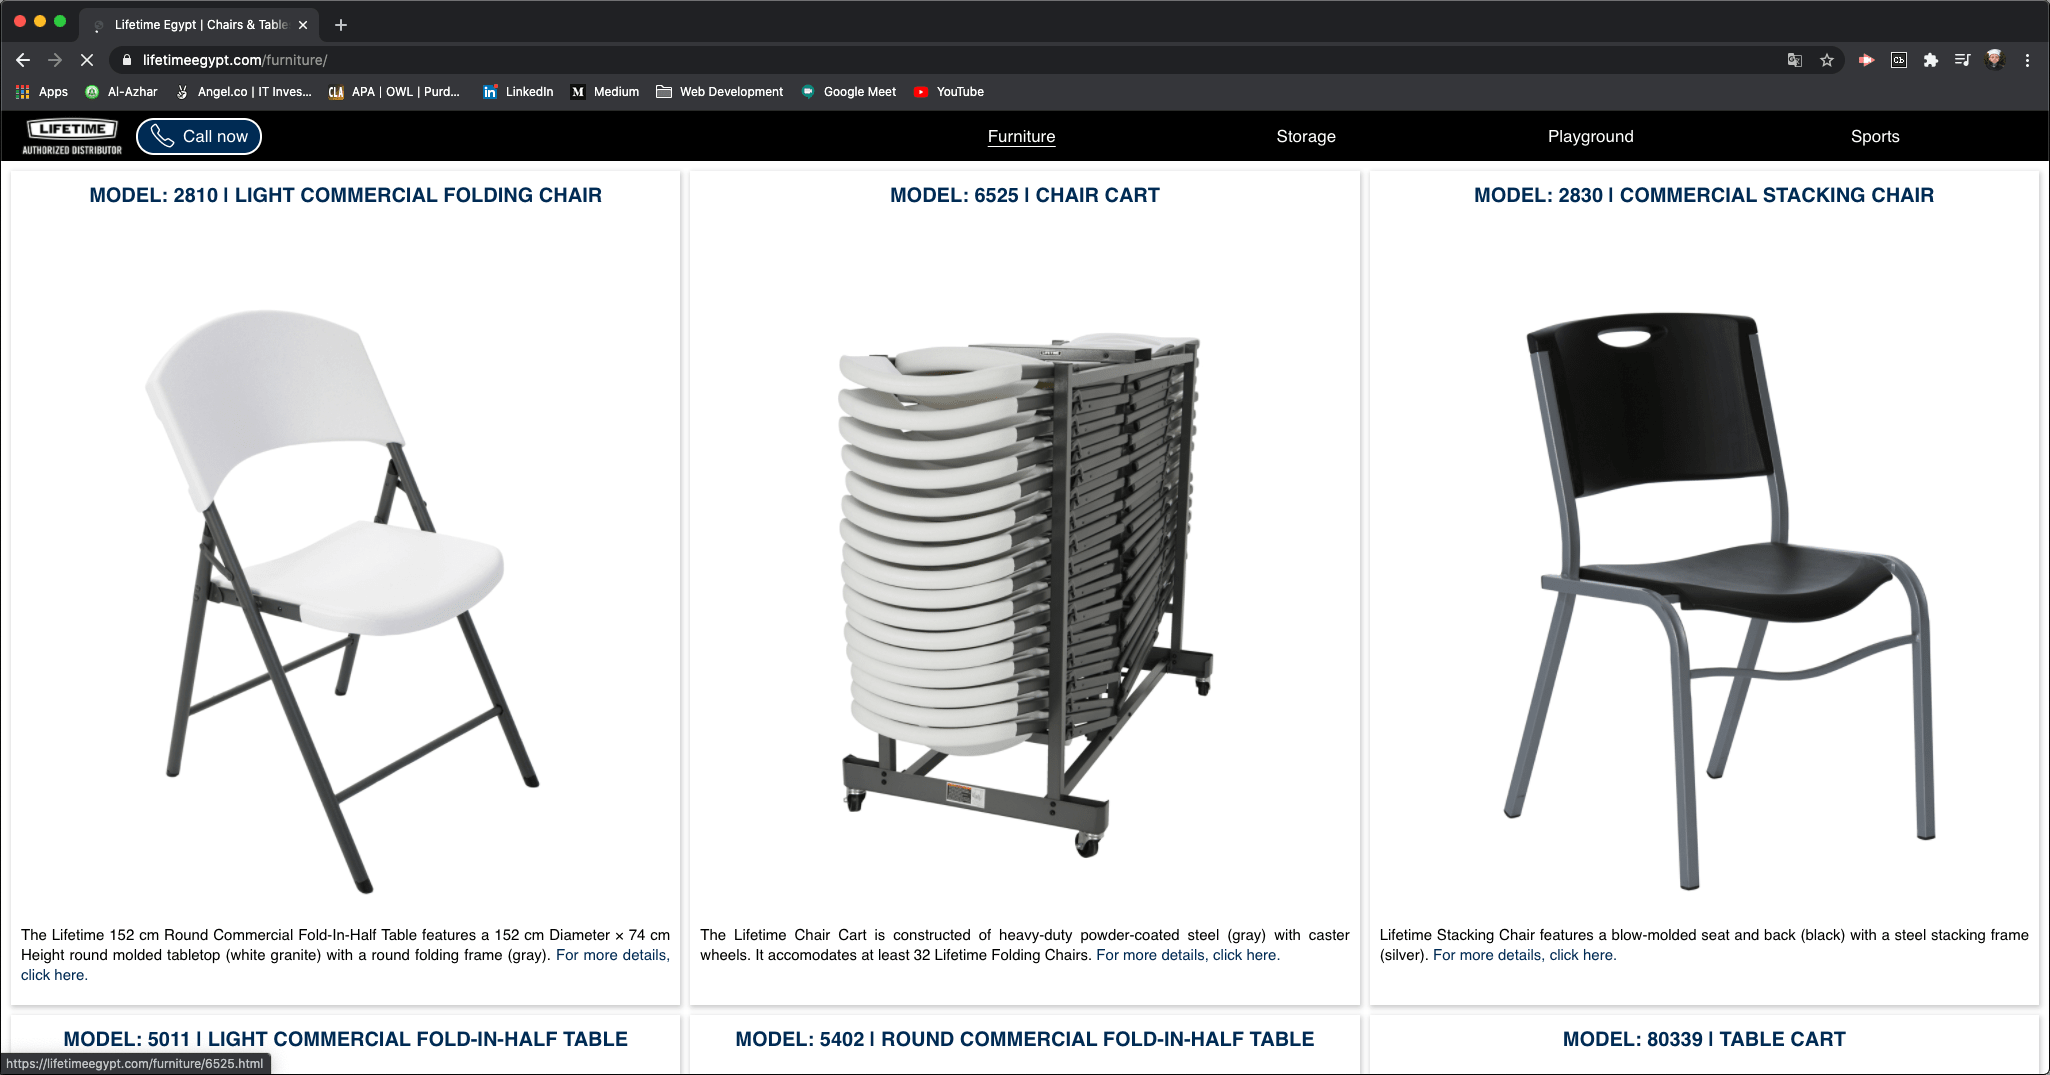 Lifetime Egypt | Chairs & Table
lifetimeegypt.com/furniture/
Apps
Al-Azhar
Angel.co | IT Inves...
CLA
APA | OWL | Purd...
LinkedIn
Medium
Web Development
Google Meet
YouTube
LIFETIME
AUTHORIZED DISTRIBUTOR
Call now
Furniture
Storage
Playground
Sports
MODEL: 2810 | LIGHT COMMERCIAL FOLDING CHAIR
The Lifetime 152 cm Round Commercial Fold-In-Half Table features a 152 cm Diameter × 74 cm
Height round molded tabletop (white granite) with a round folding frame (gray). For more details,
click here.
MODEL: 6525 | CHAIR CART
LIFETIME
The Lifetime Chair Cart is constructed of heavy-duty powder-coated steel (gray) with caster
wheels. It accomodates at least 32 Lifetime Folding Chairs. For more details, click here.
MODEL: 2830 | COMMERCIAL STACKING CHAIR
Lifetime Stacking Chair features a blow-molded seat and back (black) with a steel stacking frame
(silver). For more details, click here.
MODEL: 5011 | LIGHT COMMERCIAL FOLD-IN-HALF TABLE
MODEL: 5402 | ROUND COMMERCIAL FOLD-IN-HALF TABLE
MODEL: 80339 | TABLE CART
https://lifetimeegypt.com/furniture/6525.html